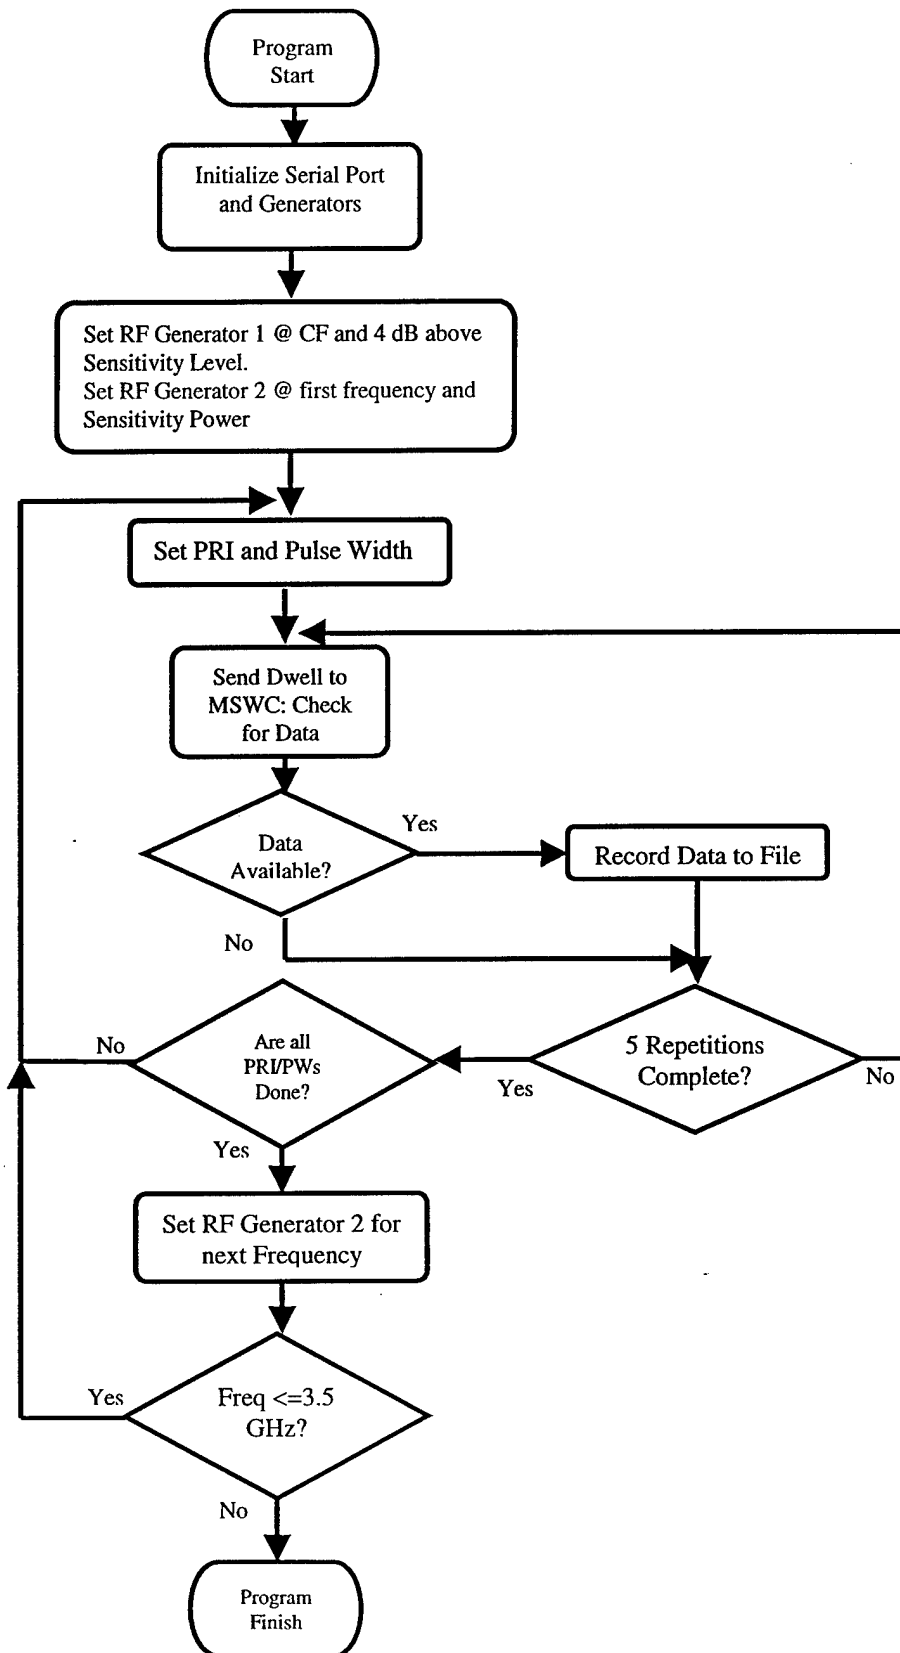 Program
Start
Initialize Serial Port
and Generators
Set RF Generator 1 @ CF and 4 dB above
Sensitivity Level.
Set RF Generator 2 @ first frequency and
Sensitivity Power
Set PRI and Pulse Width
Send Dwell to
MSWC: Check
for Data
Data
Available?
Yes
Record Data to File
No
5 Repetitions
Complete?
No
Yes
Are all
PRI/PWs
Done?
No
Yes
Set RF Generator 2 for
next Frequency
Freq <=3.5
GHz?
Yes
No
Program
Finish